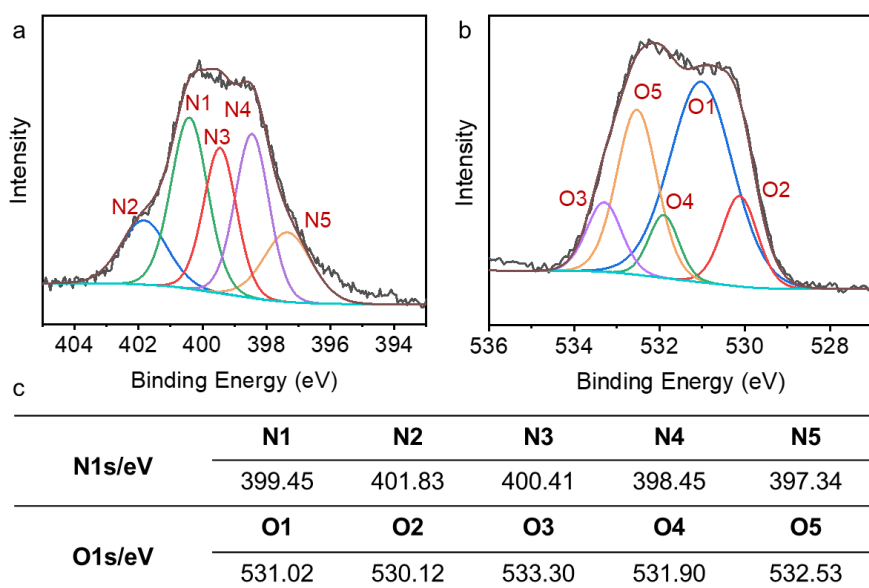 a
b
N1
N4
N3
N2
N5
Intensity
404 402 400 398 396 394
Binding Energy (eV)
O5
O1
O3
O4
O2
Intensity
536 534 532 530 528
Binding Energy (eV)
c
N1s/eV
N1 N2 N3 N4 N5
399.45 401.83 400.41 398.45 397.34
O1s/eV
O1 O2 O3 O4 O5
531.02 530.12 533.30 531.90 532.53